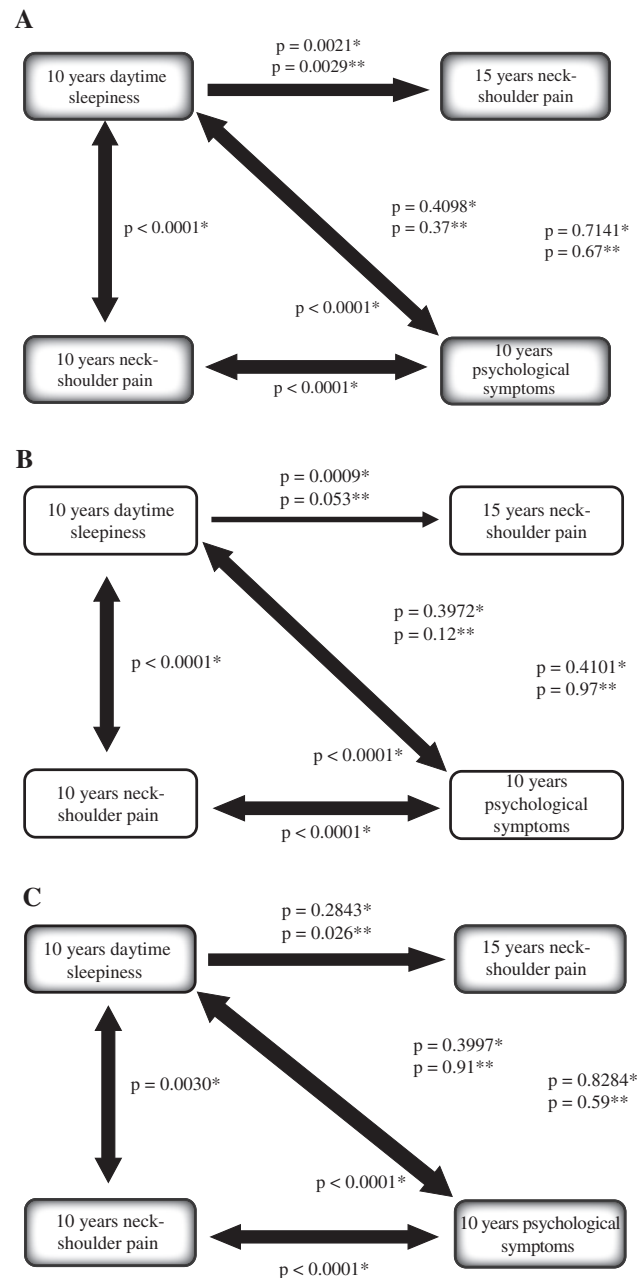 A
p = 0.0021*
p = 0.0029**
10 years daytime
sleepiness
15 years neck-
shoulder pain
p < 0.0001*
p = 0.4098*
p = 0.37**
p = 0.7141*
p = 0.67**
p < 0.0001*
10 years neck-
shoulder pain
p < 0.0001*
10 years
psychological
symptoms
B
p = 0.0009*
p = 0.053**
10 years daytime
sleepiness
15 years neck-
shoulder pain
p < 0.0001*
p = 0.3972*
p = 0.12**
p = 0.4101*
p = 0.97**
p < 0.0001*
10 years neck-
shoulder pain
p < 0.0001*
10 years
psychological
symptoms
C
p = 0.2843*
p = 0.026**
10 years daytime
sleepiness
15 years neck-
shoulder pain
p = 0.0030*
p = 0.3997*
p = 0.91**
p = 0.8284*
p = 0.59**
p < 0.0001*
10 years neck-
shoulder pain
p < 0.0001*
10 years psychological
symptoms